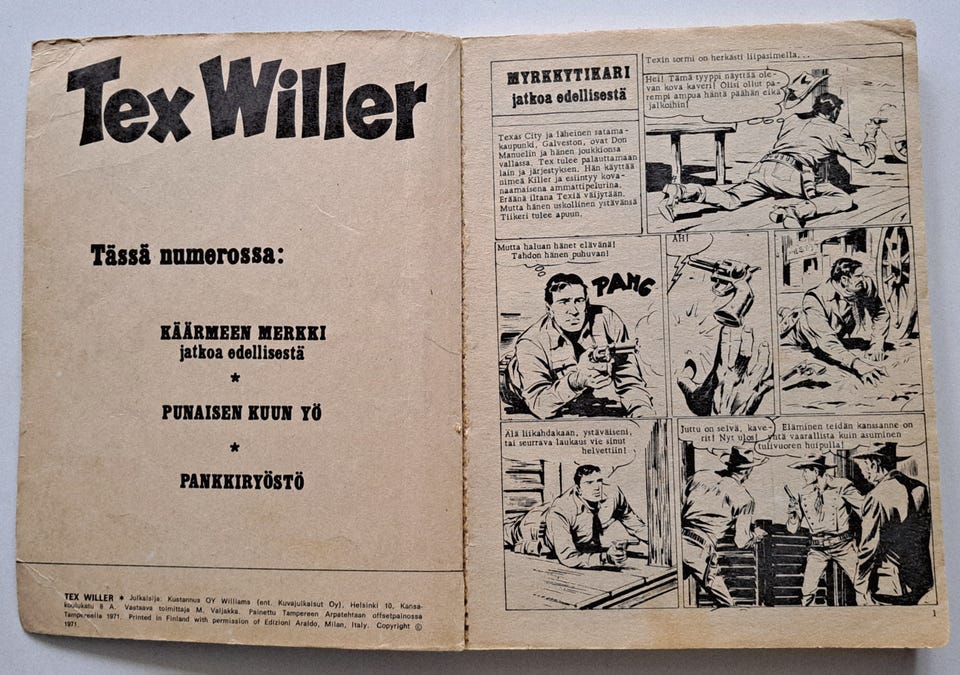 Tex Willer
Tässä numerossa:
KÄÄRMEEN MERKKI
jatkoa edellisestä
*
PUNAISEN KUUN YÖ
*
PANKKIRYÖSTÖ
TEX WILLER * Julkaisija: Kustannus OY Williams (ent. Kuvajulkaisut Oy), Helsinki 10, Kansa-
koulukatu 8 A. Vastaava toimittaja M. Valjakka. Painettu Tampereen Arpatehtaan offsetpainossa
Tampereella 1971. Printed in Finland with permission of Edizioni Araldo, Milan, Italy. Copyright ©
1971.
MYRKKYTIKARI
jatkoa edellisestä
Texas City ja läheinen satama-
kaupunki, Galveston, ovat Don
Manuelin ja hänen joukkionsa
vallassa. Tex tulee palauttamaan
lain ja järjestyksen. Hän käyttää
nimeä Killer ja esiintyy kova-
naamaisena ammattipelurina.
Eräänä iltana Texiä väijytään.
Mutta hänen uskollinen ystävänsä
Tiikeri tulee apuun.
Texin sormi on herkästi liipasimella...
Hei! Tämä tyyppi näyttää ole-
van kova kaveri! Olisi ollut pa-
rempi ampua häntä päähän eikä
jalkoihin!
Mutta haluan hänet elävänä!
Tahdon hänen puhuvan!
PANG
AH!
Älä liikahdakaan, ystäväiseni,
tai seuraava laukaus vie sinut
helvettiin!
Juttu on selvä, kave-
rit! Nyt ulos!
Eläminen teidän kanssanne on
yhtä vaarallista kuin asuminen
tulivuoren huipulla!
1